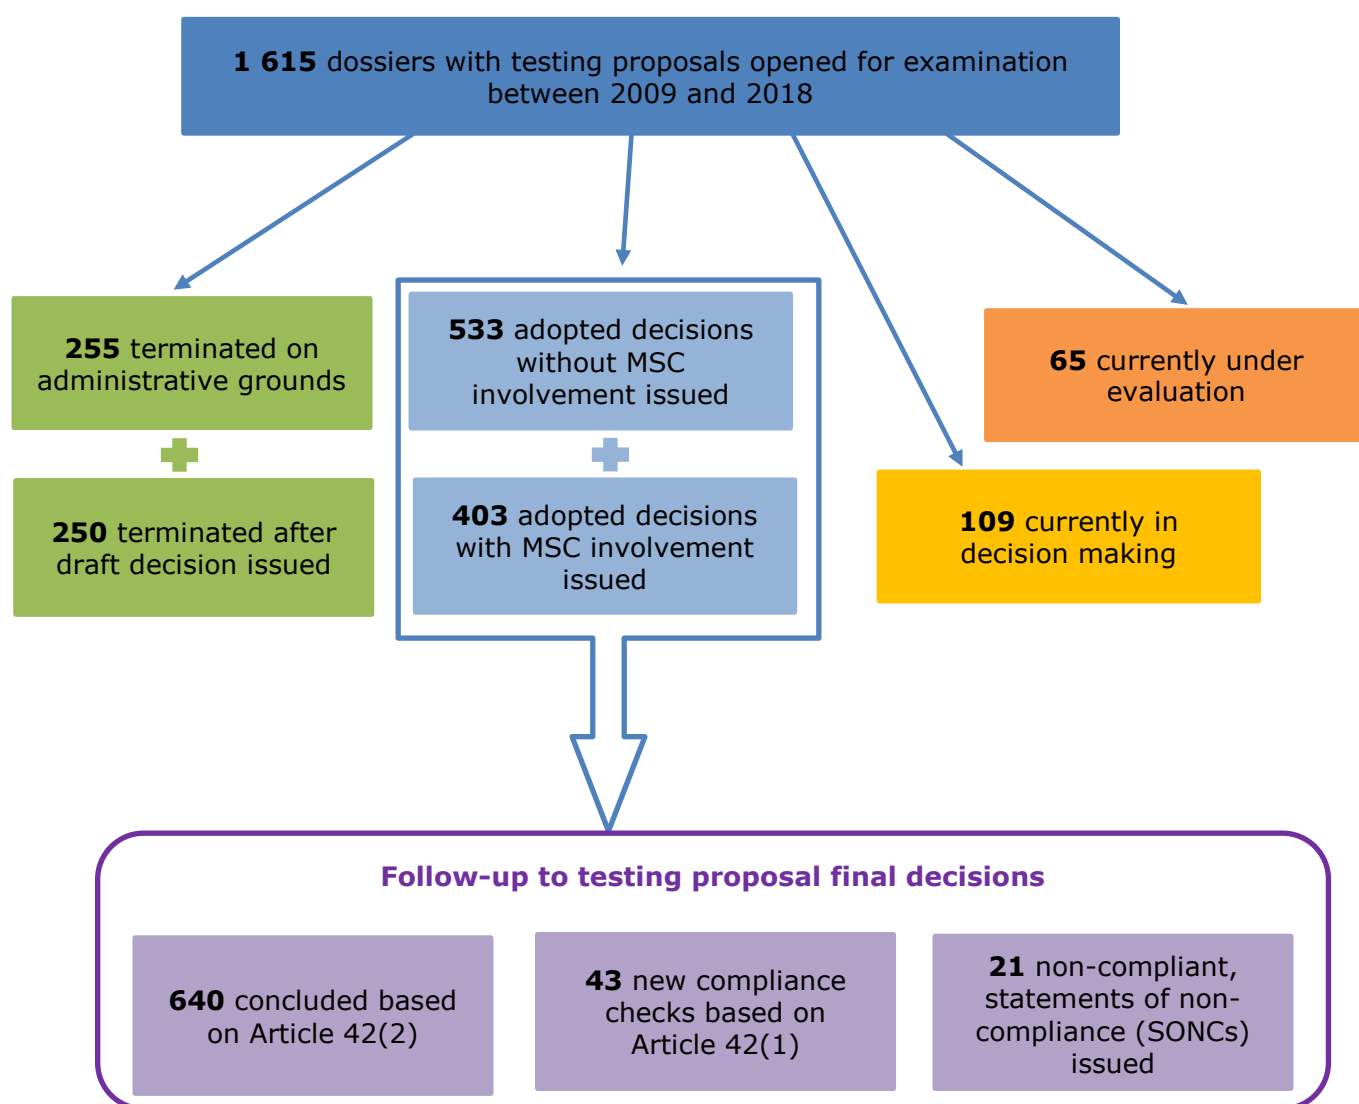 1 615 dossiers with testing proposals opened for examination
between 2009 and 2018
255 terminated on
administrative grounds
250 terminated after
draft decision issued
533 adopted decisions
without MSC
involvement issued
403 adopted decisions
with MSC involvement
issued
65 currently under
evaluation
109 currently in
decision making
Follow-up to testing proposal final decisions
640 concluded based
on Article 42(2)
43 new compliance
checks based on
Article 42(1)
21 non-compliant,
statements of non-
compliance (SONCs)
issued